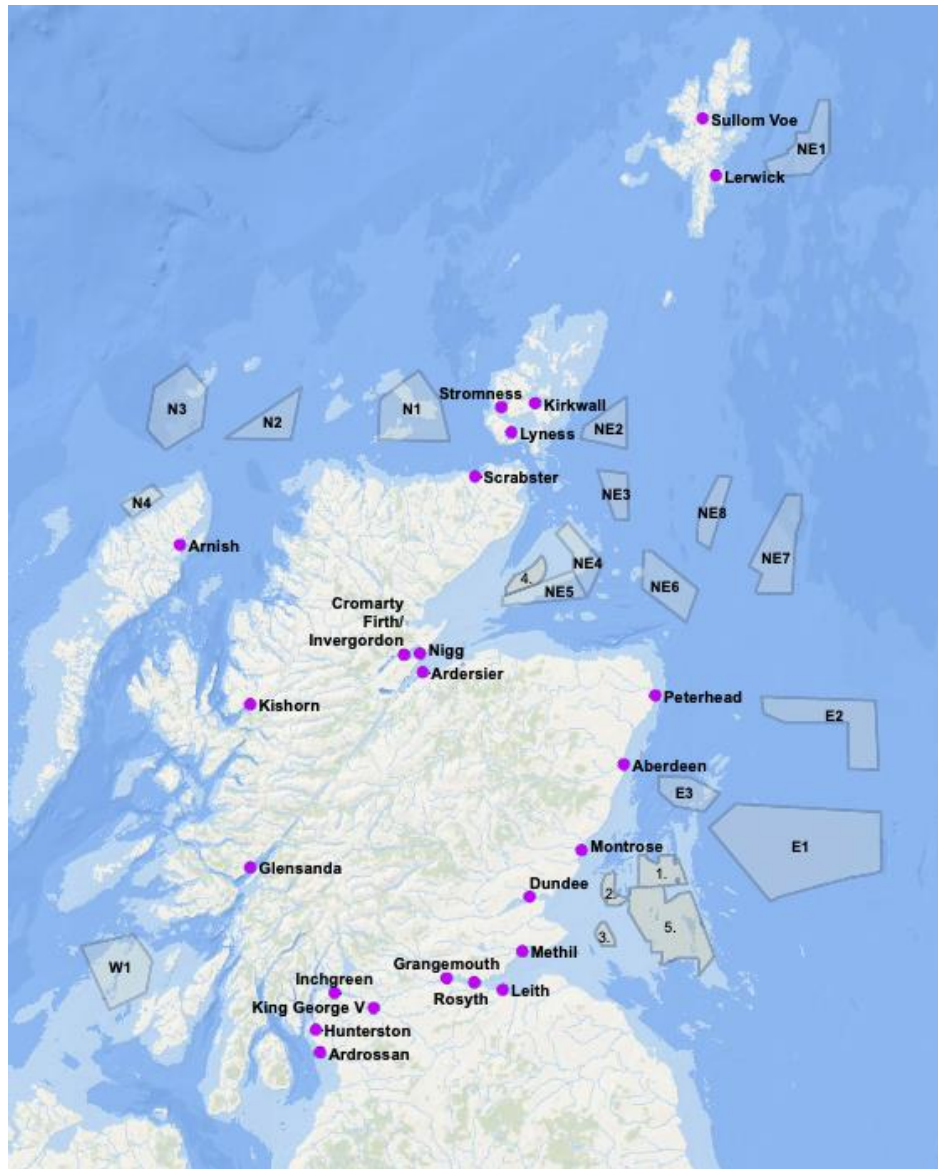 Sullom Voe
NE1
Lerwick
N3
N2
N1
Stromness
Kirkwall
Lyness
NE2
Scrabster
NE3
N4
NE8
Arnish
NE4
4.
NE5
NE6
NE7
Cromarty
Firth/
Invergordon
Nigg
Ardersier
Kishorn
Peterhead
E2
Aberdeen
E3
Montrose
E1
Glensanda
1.
Dundee
2.
5.
3.
Methil
W1
Grangemouth
Inchgreen
Rosyth
Leith
King George V
Hunterston
Ardrossan